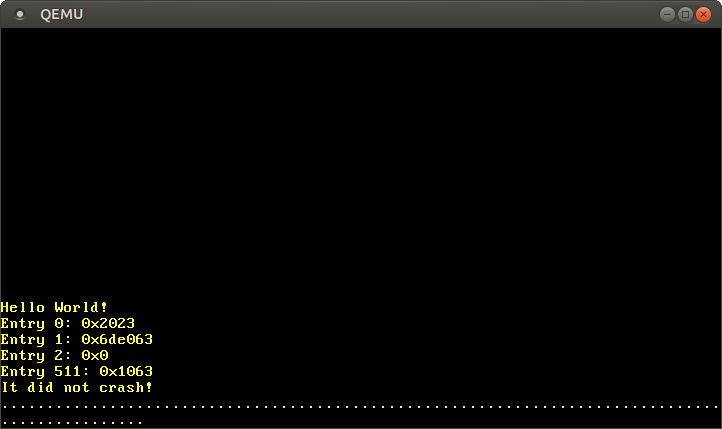 QEMU
Hello World!
Entry 0: 0x2023
Entry 1: 0x6de063
Entry 2: 0x0
Entry 511: 0x1063
It did not crash!
................................................................................
................